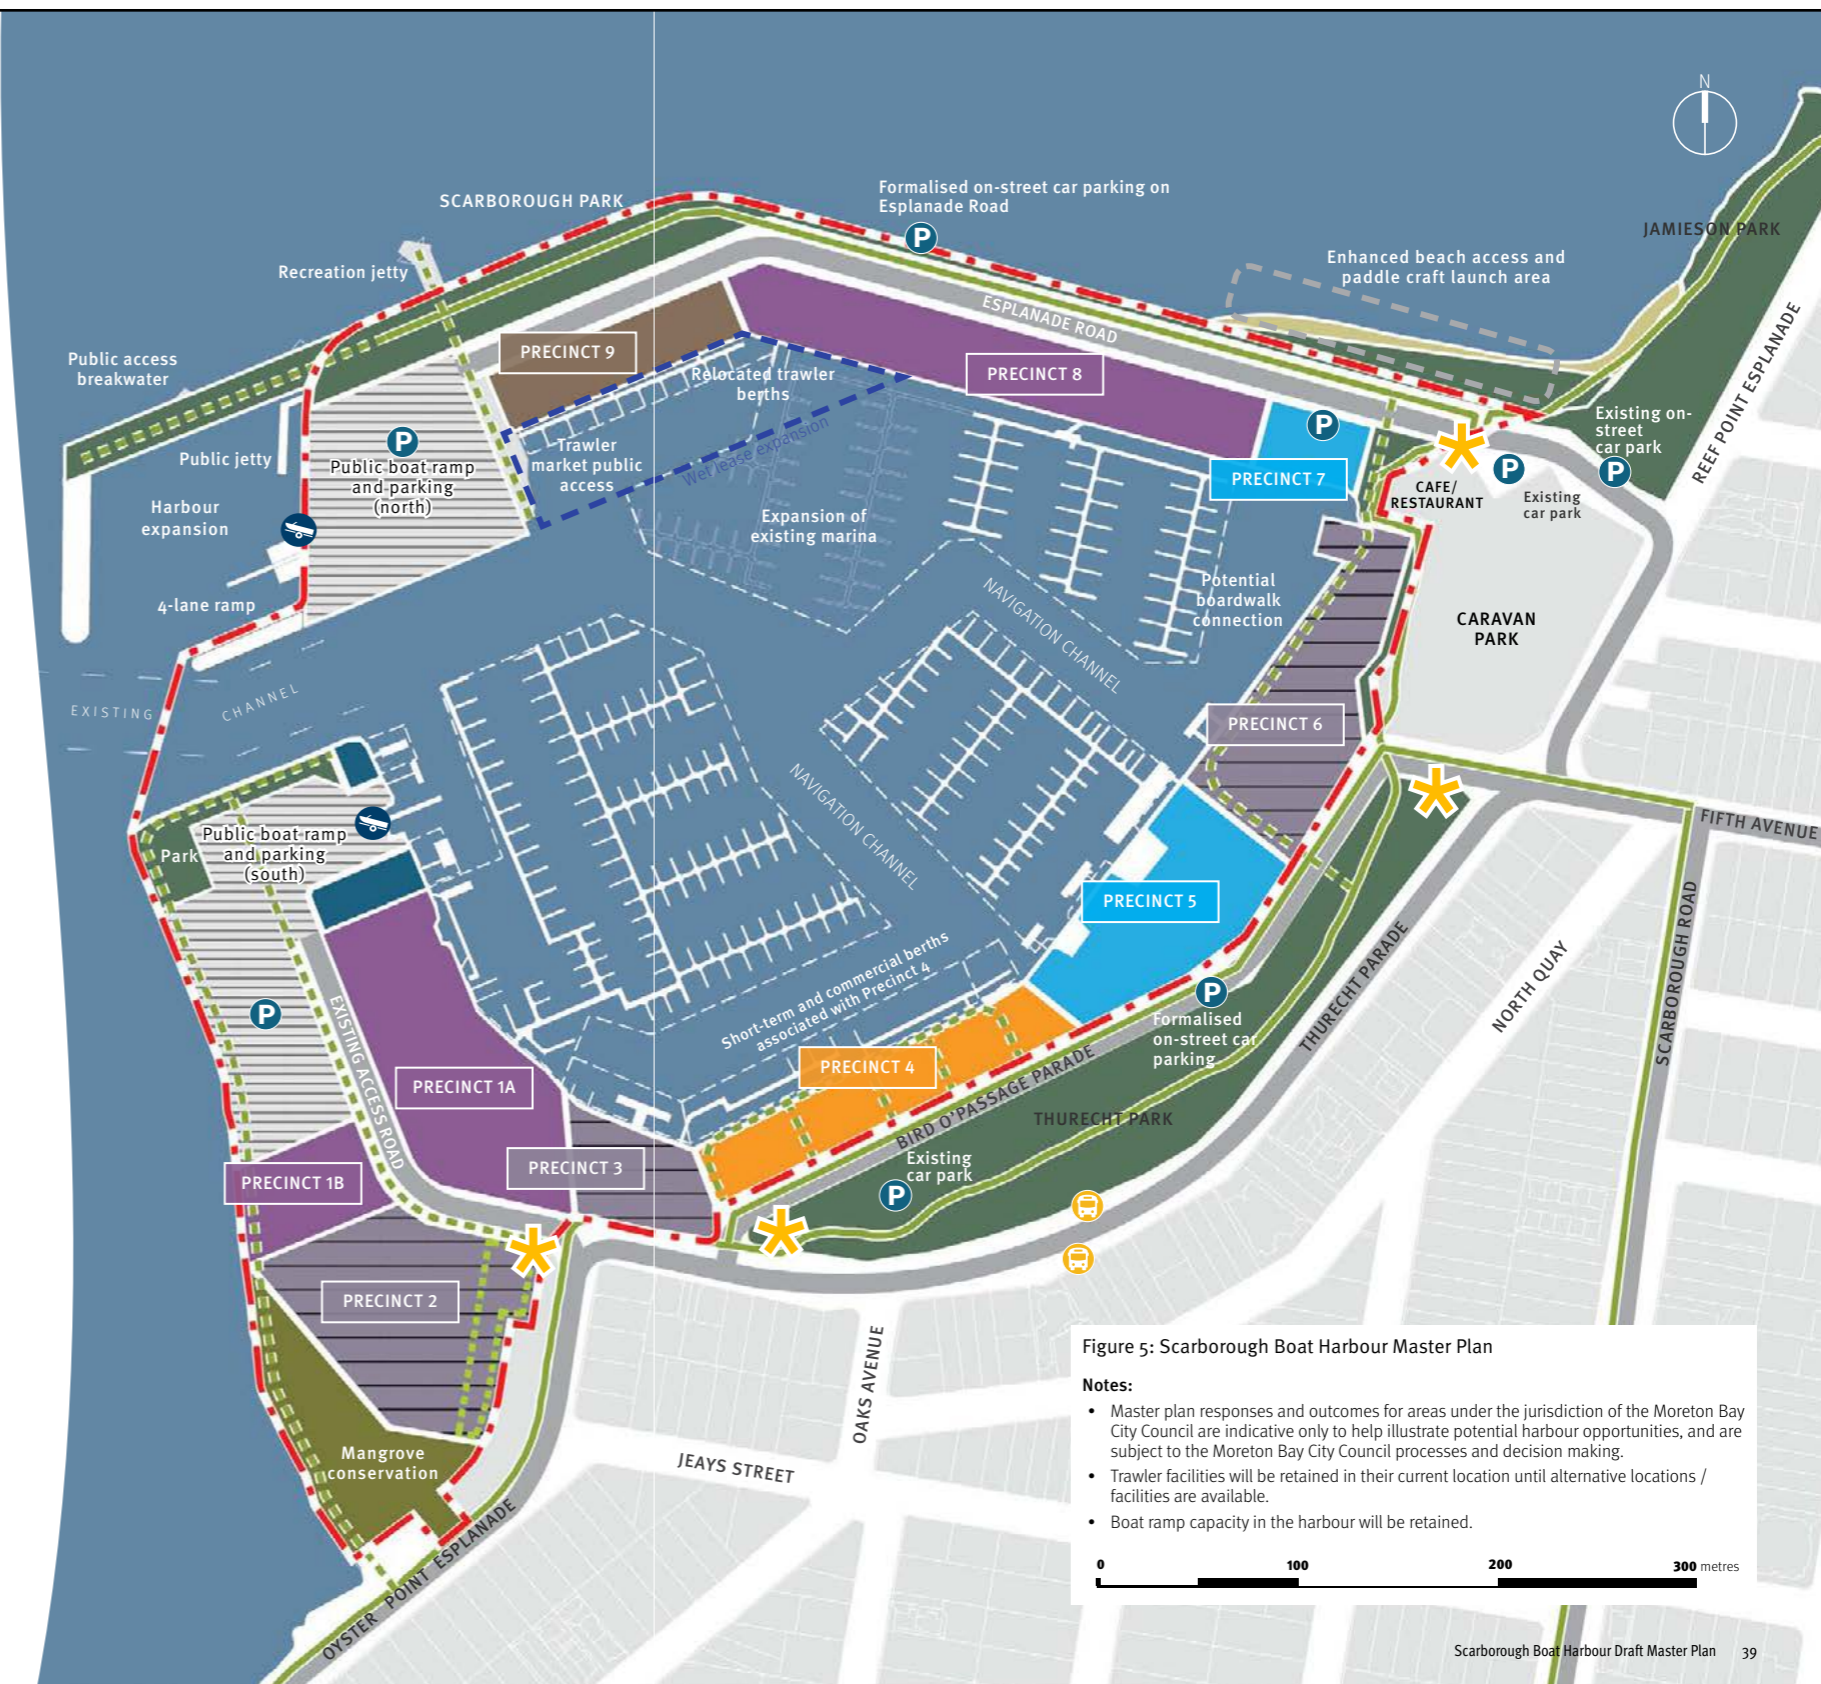 N
SCARBOROUGH PARK
Formalised on-street car parking on
Esplanade Road
P
JAMIESON PARK
Enhanced beach access and
paddle craft launch area
Recreation jetty
ESPLANADE ROAD
REEF POINT ESPLANADE
Public access
breakwater
PRECINCT 9
PRECINCT 8
Relocated trawler
berths
Wet lease expansion
Existing on-
street
car park
P
P
P
P
Public jetty
Public boat ramp
and parking
(north)
Trawler
market public
access
PRECINCT 7
CAFE/
RESTAURANT
Existing
car park
Harbour
expansion
Expansion of
existing marina
4-lane ramp
NAVIGATION CHANNEL
Potential
boardwalk
connection
CARAVAN
PARK
EXISTING
CHANNEL
PRECINCT 6
NAVIGATION CHANNEL
FIFTH AVENUE
Park
Public boat ramp
and parking
(south)
PRECINCT 5
SCARBOROUGH ROAD
THURECHT PARADE
NORTH QUAY
P
EXISTING ACCESS ROAD
Short-term and commercial berths
associated with Precinct 4
P
Formalised
on-street car
parking
PRECINCT 4
PRECINCT 1A
BIRD O'PASSAGE PARADE
THURECHT PARK
PRECINCT 3
Existing
car park
P
PRECINCT 1B
PRECINCT 2
OAKS AVENUE
Mangrove
conservation
JEAYS STREET
OYSTER POINT ESPLANADE
Figure 5: Scarborough Boat Harbour Master Plan
Notes:
• Master plan responses and outcomes for areas under the jurisdiction of the Moreton Bay
City Council are indicative only to help illustrate potential harbour opportunities, and are
subject to the Moreton Bay City Council processes and decision making.
• Trawler facilities will be retained in their current location until alternative locations /
facilities are available.
• Boat ramp capacity in the harbour will be retained.
0 100 200 300 metres
Scarborough Boat Harbour Draft Master Plan 39